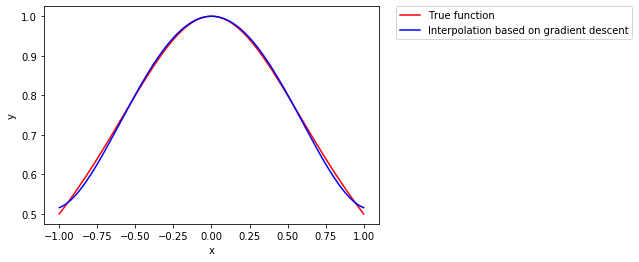 True function
Interpolation based on gradient descent
1.0
0.9
0.8
0.7
0.6
0.5
y
−1.00 −0.75 −0.50 −0.25 0.00 0.25 0.50 0.75 1.00
x